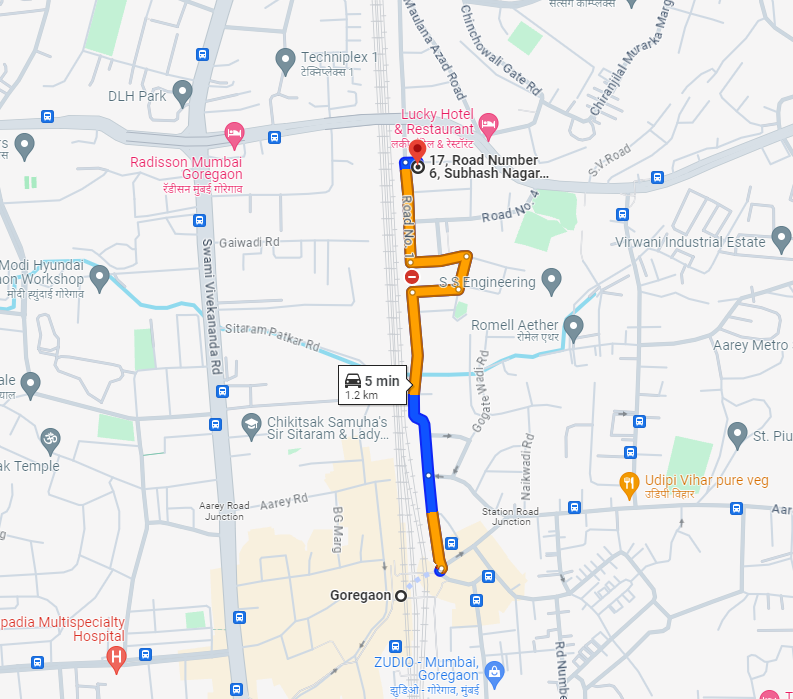 सत्संग कॉम्प्लेक्स
Maulana Azad Road
Chinchowali Gate Rd
Chiranjilal Murarka Marg
Techniplex 1
टेक्निप्लेक्स 1
DLH Park
Lucky Hotel
& Restaurant
लकी हॉटेल & रेस्टॉरंट
Radisson Mumbai
Goregaon
रॅडीसन मुंबई गोरेगाव
17, Road Number
6, Subhash Nagar...
S.V. Road
Road No. 4
Road No. 1
Gaiwadi Rd
Swami Vivekananda Rd
Virwani Industrial Estate
Modi Hyundai
on Workshop
मोदी ह्युंदाई गोरेगाव
S.S Engineering
Sitaram Patkar Rd
Romell Aether
रोमेल एथर
Aarey Metro
5 min
1.2 km
Gogate Wadi Rd
Chikitsak Samuha's
Sir Sitaram & Lady...
ak Temple
St. Piu
Naikwadi Rd
Udipi Vihar pure veg
उडिपी विहार
Aarey Road
Junction
Aarey Rd
BG Marg
Station Road
Junction
Aar
Goregaon
padia Multispecialty
Hospital
H
ZUDIO - Mumbai,
Goregaon
झुडिओ - गोरेगाव, मुंबई
Rd Numbe